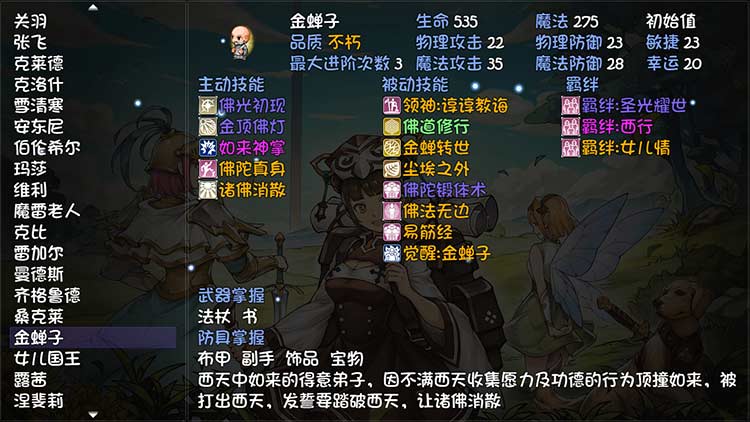 关羽
张飞
克莱德
克洛什
雪清寒
安东尼
伯俢希尔
玛莎
维利
魔雷老人
克比
雷加尔
曼德斯
齐格鲁德
桑克莱
金蝉子
女儿国王
露茜
涅斐莉
金蝉子 生命 535 魔法 275 初始值
品质 不朽 物理攻击 22 物理防御 23 敏捷 23
最大进阶次数 3 魔法攻击 35 魔法防御 28 幸运 20
主动技能
佛光初现
金顶佛灯
如来神掌
佛陀真身
诸佛消散
被动技能
领袖:谆谆教诲
佛道修行
金蝉转世
尘埃之外
佛陀锻体术
佛法无边
易筋经
觉醒:金蝉子
羁绊
羁绊:圣光耀世
羁绊:西行
羁绊:女儿情
武器掌握
法杖 书
防具掌握
布甲 副手 饰品 宝物
西天中如来的得意弟子，因不满西天收集愿力及功德的行为顶撞如来，被
打出西天，发誓要踏破西天，让诸佛消散